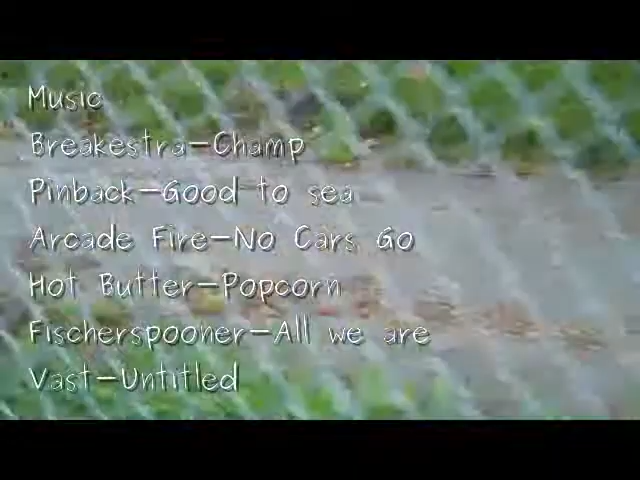 Music
Breakestra-Champ
Pinback-Good to sea
Arcade Fire-No Cars Go
Hot Butter-Popcorn
Fischerspooner-All we are
Vast-Untitled